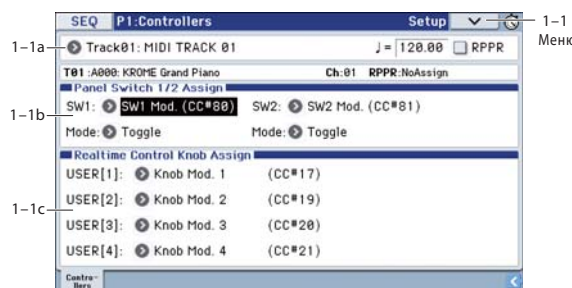 SEQ P1:Controllers Setup 1–1
Меню
1–1a Track01: MIDI TRACK 01 ♩= 120.00 RPPR
T01 :A000: KROME Grand Piano Ch:01 RPPR:NoAssign
Panel Switch 1/2 Assign
1–1b SW1: SW1 Mod. (CC#80) SW2: SW2 Mod. (CC#81)
Mode: Toggle Mode: Toggle
Realtime Control Knob Assign
USER[1]: Knob Mod. 1 (CC#17)
1–1c USER[2]: Knob Mod. 2 (CC#19)
USER[3]: Knob Mod. 3 (CC#20)
USER[4]: Knob Mod. 4 (CC#21)
Contro-
llers